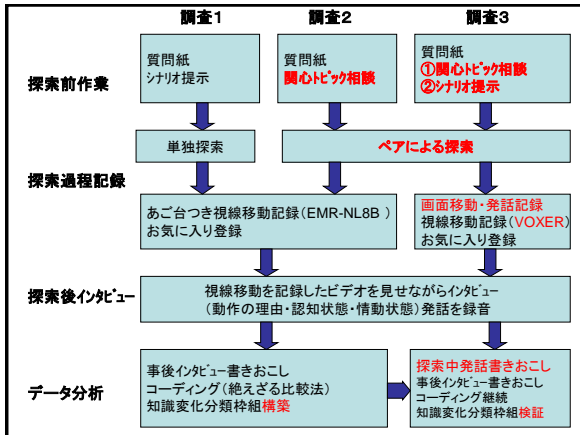 調査1
調査2
調査3
探索前作業
質問紙
シナリオ提示
質問紙
関心トピック相談
質問紙
①関心トピック相談
②シナリオ提示
単独探索
ペアによる探索
探索過程記録
あご台つき視線移動記録(EMR-NL8B )
お気に入り登録
画面移動・発話記録
視線移動記録(VOXER)
お気に入り登録
探索後インタビュー
視線移動を記録したビデオを見せながらインタビュー
(動作の理由・認知状態・情動状態)発話を録音
データ分析
事後インタビュー書きおこし
コーディング(絶えざる比較法)
知識変化分類枠組構築
探索中発話書きおこし
事後インタビュー書きおこし
コーディング継続
知識変化分類枠組検証